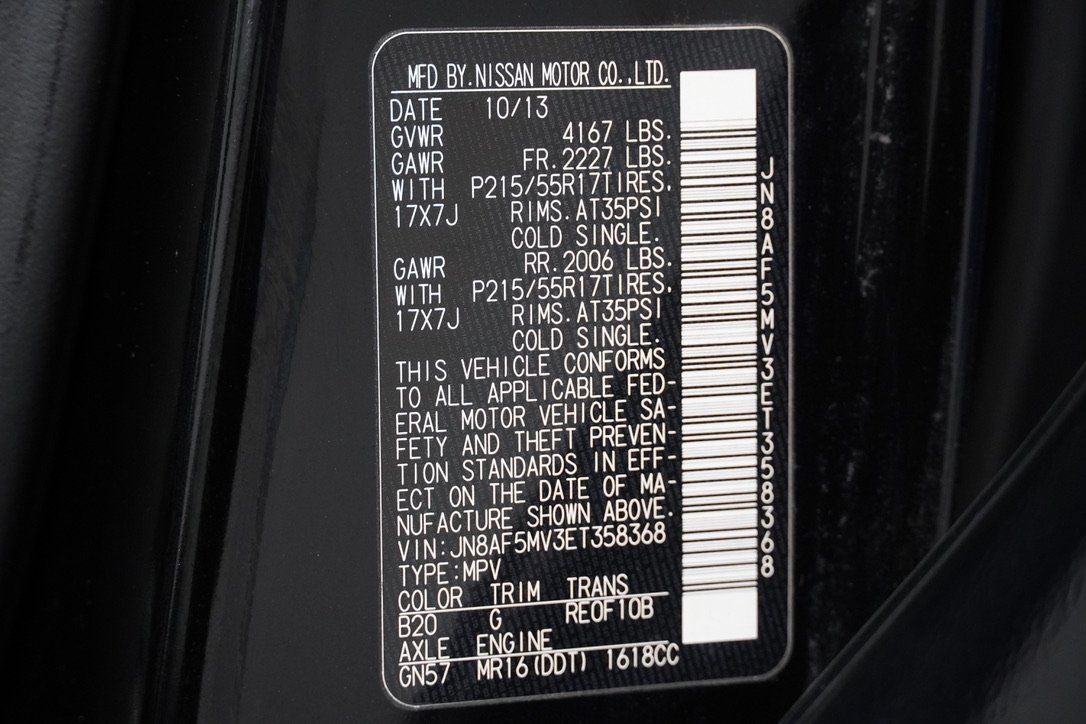 MFD BY.NISSAN MOTOR CO.,LTD.
DATE 10/13
GVWR 4167 LBS.
GAWR FR.2227 LBS.
WITH P215/55R17TIRES.
17X7J RIMS.AT35PSI
COLD SINGLE.
GAWR RR.2006 LBS.
WITH P215/55R17TIRES.
17X7J RIMS.AT35PSI
COLD SINGLE.
THIS VEHICLE CONFORMS
TO ALL APPLICABLE FED-
ERAL MOTOR VEHICLE SA-
FETY AND THEFT PREVEN-
TION STANDARDS IN EFF-
ECT ON THE DATE OF MA-
NUFACTURE SHOWN ABOVE.
VIN:JN8AF5MV3ET358368
TYPE:MPV
COLOR TRIM TRANS
B20 G RE0F10B
AXLE ENGINE
GN57 MR16(DDT) 1618CC
JN8AF5MV3ET358368